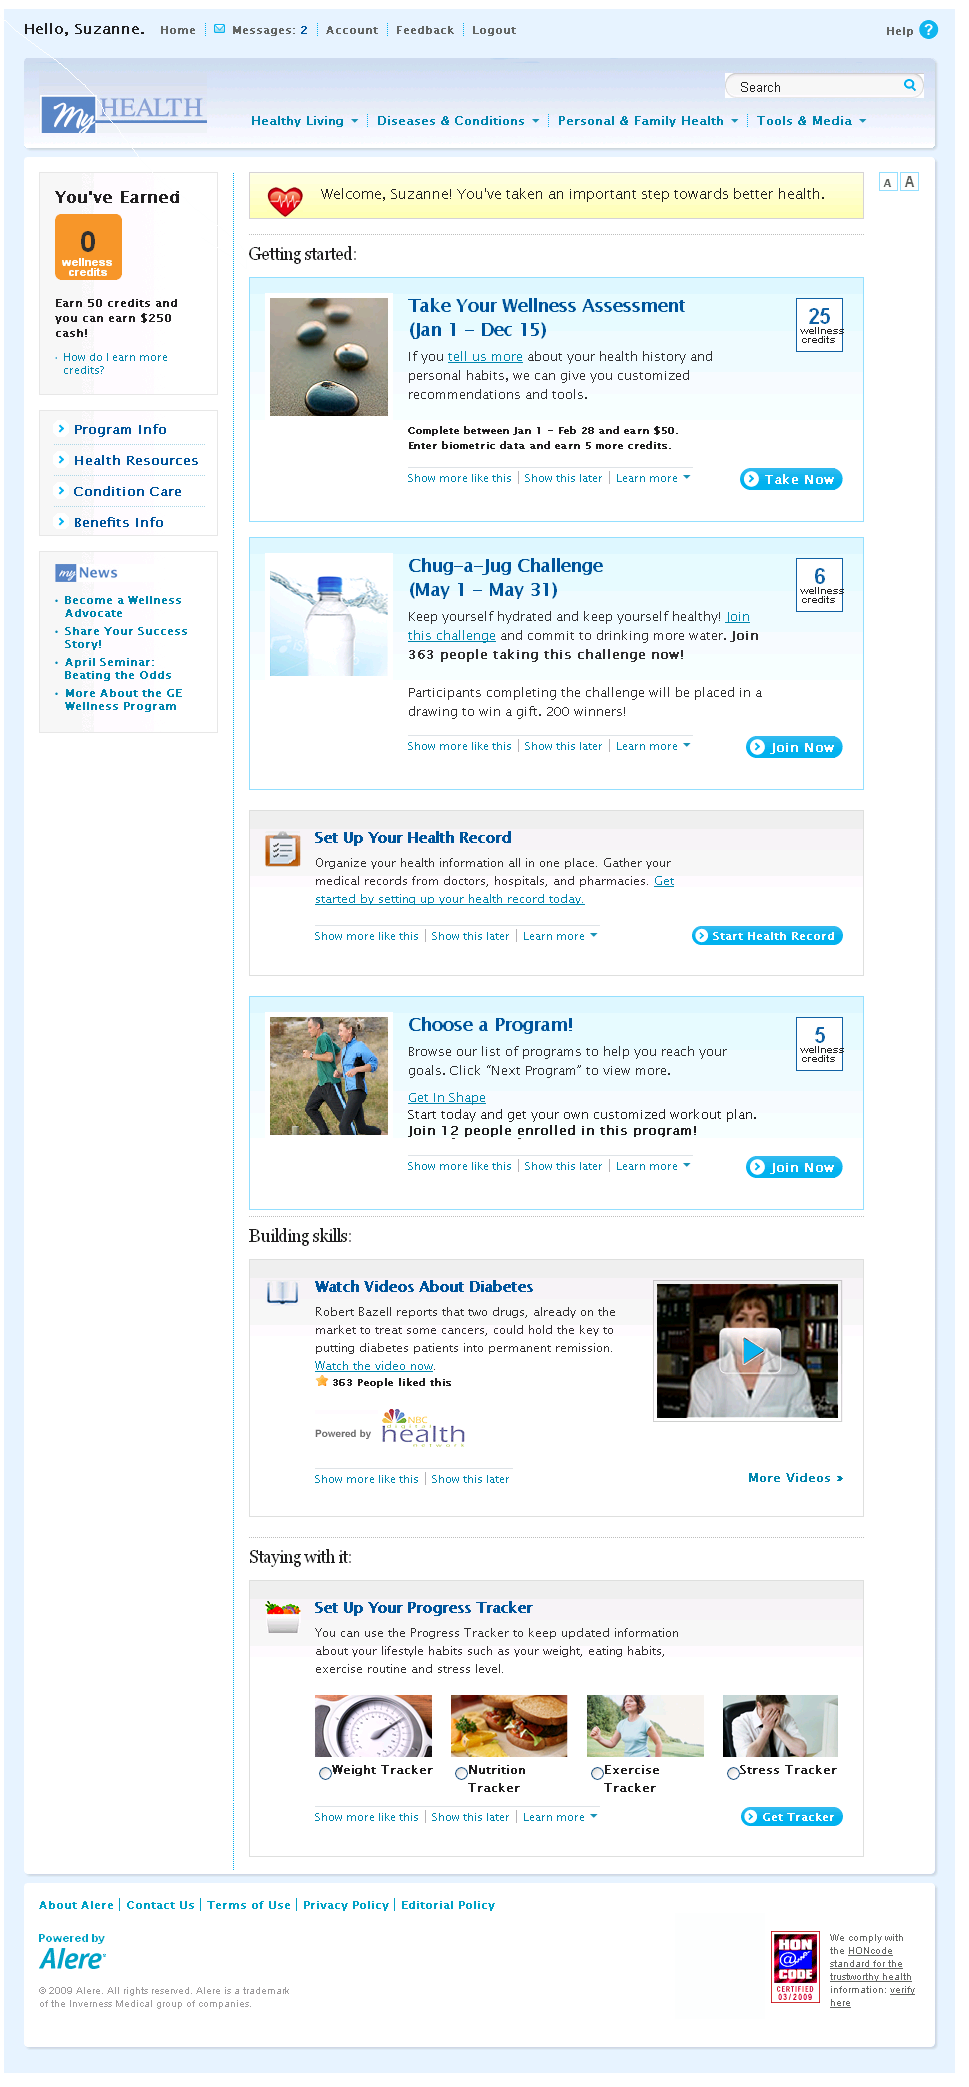 Hello, Suzanne. Home Messages: 2 Account Feedback Logout Help ?
Search
My HEALTH
Healthy Living Diseases & Conditions Personal & Family Health Tools & Media
You've Earned
0
wellness
credits
Earn 50 credits and
you can earn $250
cash!
How do I earn more
credits?
Program Info
Health Resources
Condition Care
Benefits Info
my News
Become a Wellness
Advocate
Share Your Success
Story!
April Seminar:
Beating the Odds
More About the GE
Wellness Program
Welcome, Suzanne! You've taken an important step towards better health.
A A
Getting started:
Take Your Wellness Assessment
(Jan 1 – Dec 15)
25
wellness
credits
If you tell us more about your health history and
personal habits, we can give you customized
recommendations and tools.
Complete between Jan 1 – Feb 28 and earn $50.
Enter biometric data and earn 5 more credits.
Show more like this Show this later Learn more
Take Now
Chug-a-Jug Challenge
(May 1 – May 31)
6
wellness
credits
Keep yourself hydrated and keep yourself healthy! Join
this challenge and commit to drinking more water. Join
363 people taking this challenge now!
Participants completing the challenge will be placed in a
drawing to win a gift. 200 winners!
Show more like this Show this later Learn more
Join Now
Set Up Your Health Record
Organize your health information all in one place. Gather your
medical records from doctors, hospitals, and pharmacies. Get
started by setting up your health record today.
Show more like this Show this later Learn more
Start Health Record
Choose a Program!
5
wellness
credits
Browse our list of programs to help you reach your
goals. Click “Next Program” to view more.
Get In Shape
Start today and get your own customized workout plan.
Join 12 people enrolled in this program!
Show more like this Show this later Learn more
Join Now
Building skills:
Watch Videos About Diabetes
Robert Bazell reports that two drugs, already on the
market to treat some cancers, could hold the key to
putting diabetes patients into permanent remission.
Watch the video now.
363 People liked this
Powered by NBC digital health network
Show more like this Show this later
More Videos »
Staying with it:
Set Up Your Progress Tracker
You can use the Progress Tracker to keep updated information
about your lifestyle habits such as your weight, eating habits,
exercise routine and stress level.
Weight Tracker
Nutrition
Tracker
Exercise
Tracker
Stress Tracker
Show more like this Show this later Learn more
Get Tracker
About Alere Contact Us Terms of Use Privacy Policy Editorial Policy
Powered by
Alere
© 2009 Alere. All rights reserved. Alere is a trademark
of the Inverness Medical group of companies.
HON
@
CODE
CERTIFIED
03/2009
We comply with
the HONcode
standard for the
trustworthy health
information: verify
here